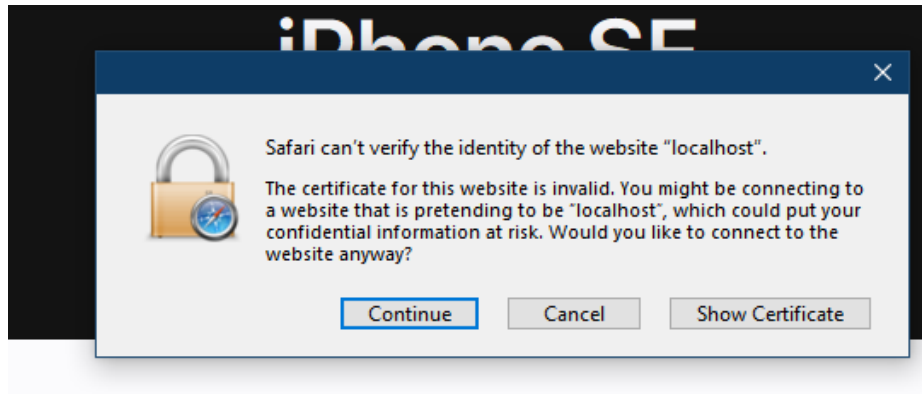 iPhone SE
Safari can't verify the identity of the website “localhost”.
The certificate for this website is invalid. You might be connecting to
a website that is pretending to be “localhost”, which could put your
confidential information at risk. Would you like to connect to the
website anyway?
Continue Cancel Show Certificate